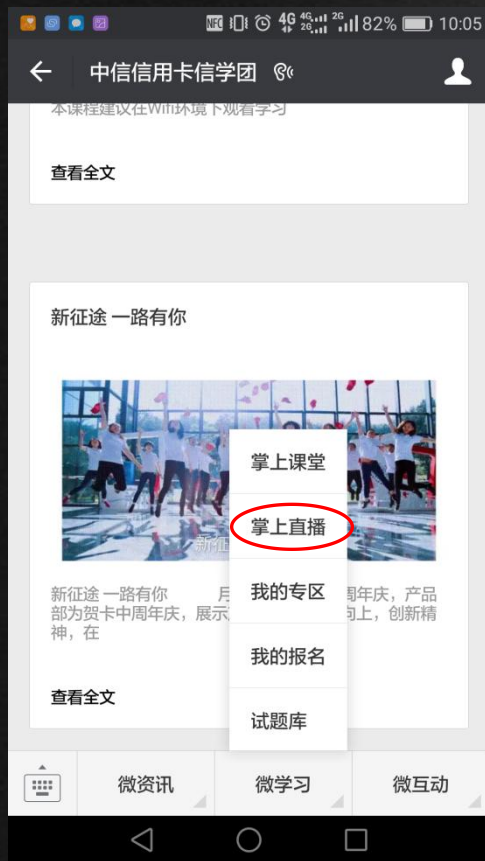 NFC 4G 4G 2G 2G 82% 10:05
中信信用卡信学团
本课程建议在Wifi环境下观看学习
查看全文
新征途 一路有你
掌上课堂
掌上直播
新征
新征途 一路有你 月 周年庆，产品
部为贺卡中周年庆，展示 向上，创新精
神，在
我的专区
我的报名
试题库
查看全文
微资讯 微学习 微互动